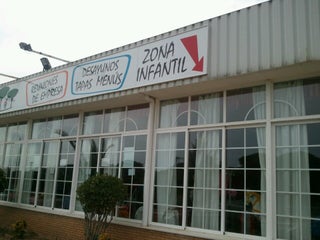 REUNIONES
DE EMPRESA
DESAYUNOS
TAPAS MENÚS
ZONA
INFANTIL